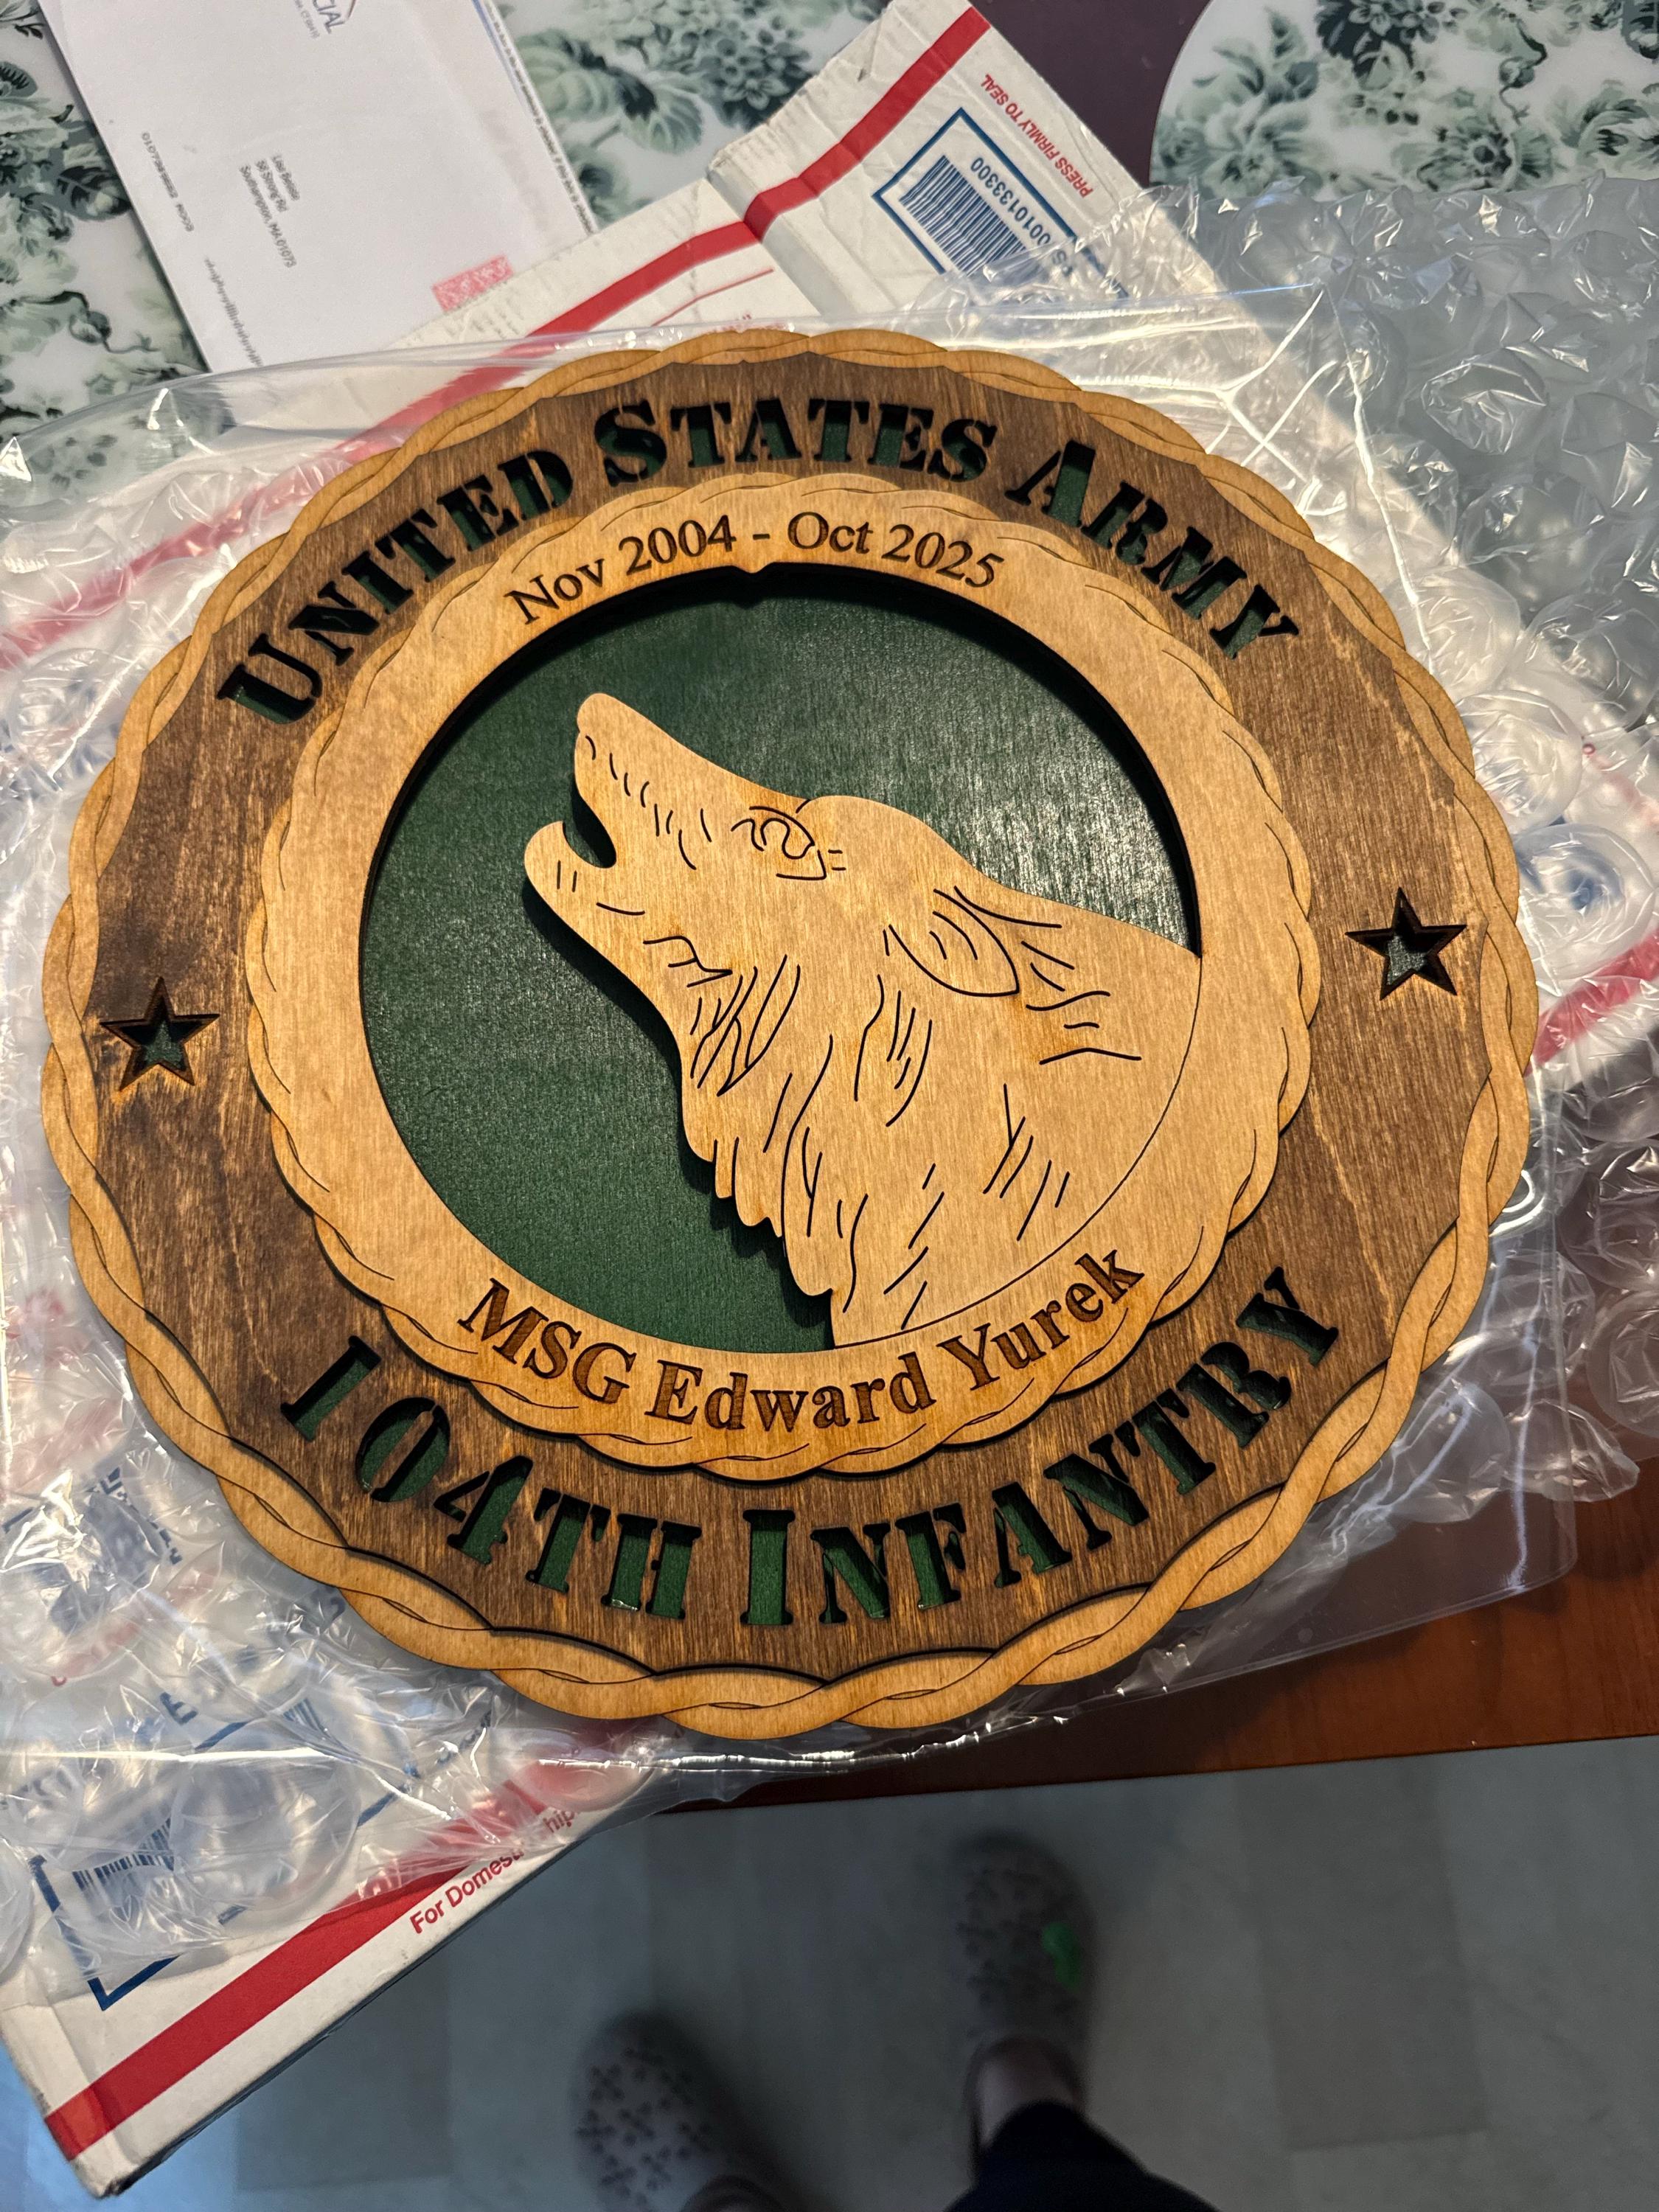 UNITED STATES ARMY
Nov 2004 - Oct 2025
MSG Edward Yurek
104TH INFANTRY
PRESS FIRMLY TO SEAL
For Domest